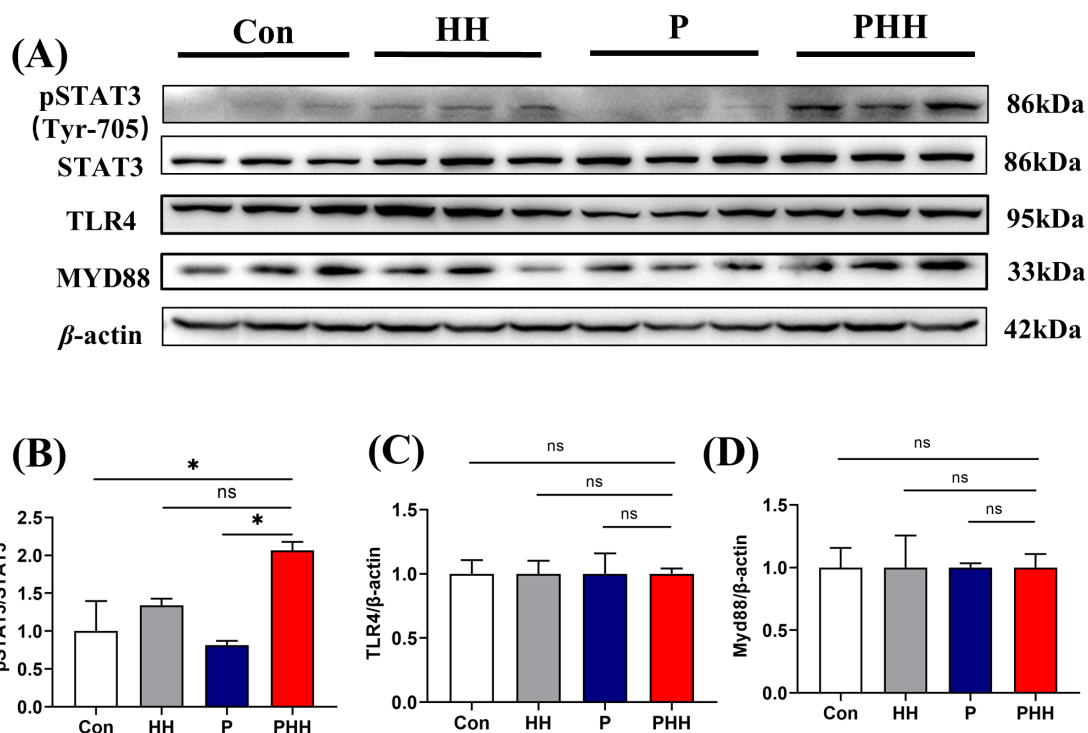 (A)
Con HH P PHH
pSTAT3
(Tyr-705)
86kDa
STAT3
86kDa
TLR4
95kDa
MYD88
33kDa
β-actin
42kDa
(B)
*
ns
*
2.5
2.0
1.5
1.0
0.5
0.0
pSTAT3/STAT3
Con HH P PHH
(C)
ns
ns
ns
1.5
1.0
0.5
0.0
TLR4/β-actin
Con HH P PHH
(D)
ns
ns
ns
1.5
1.0
0.5
0.0
Myd88/β-actin
Con HH P PHH